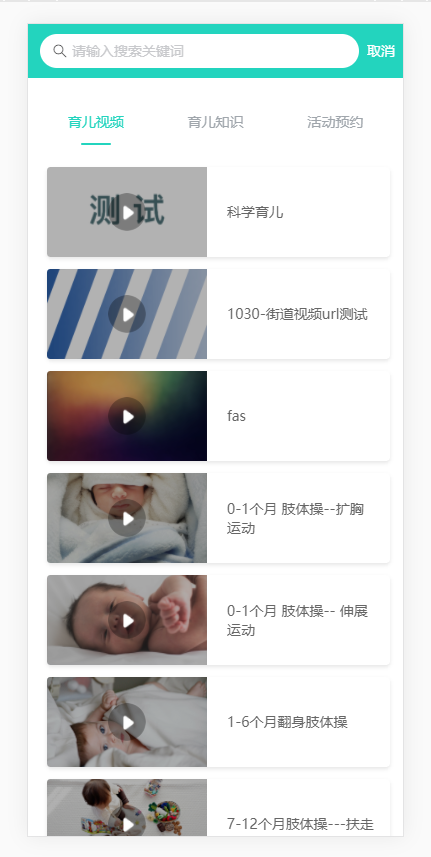 请输入搜索关键词
取消
育儿视频
育儿知识
活动预约
测 试
科学育儿
1030-街道视频url测试
fas
0-1个月 肢体操--扩胸
运动
0-1个月 肢体操-- 伸展
运动
1-6个月翻身肢体操
7-12个月肢体操---扶走